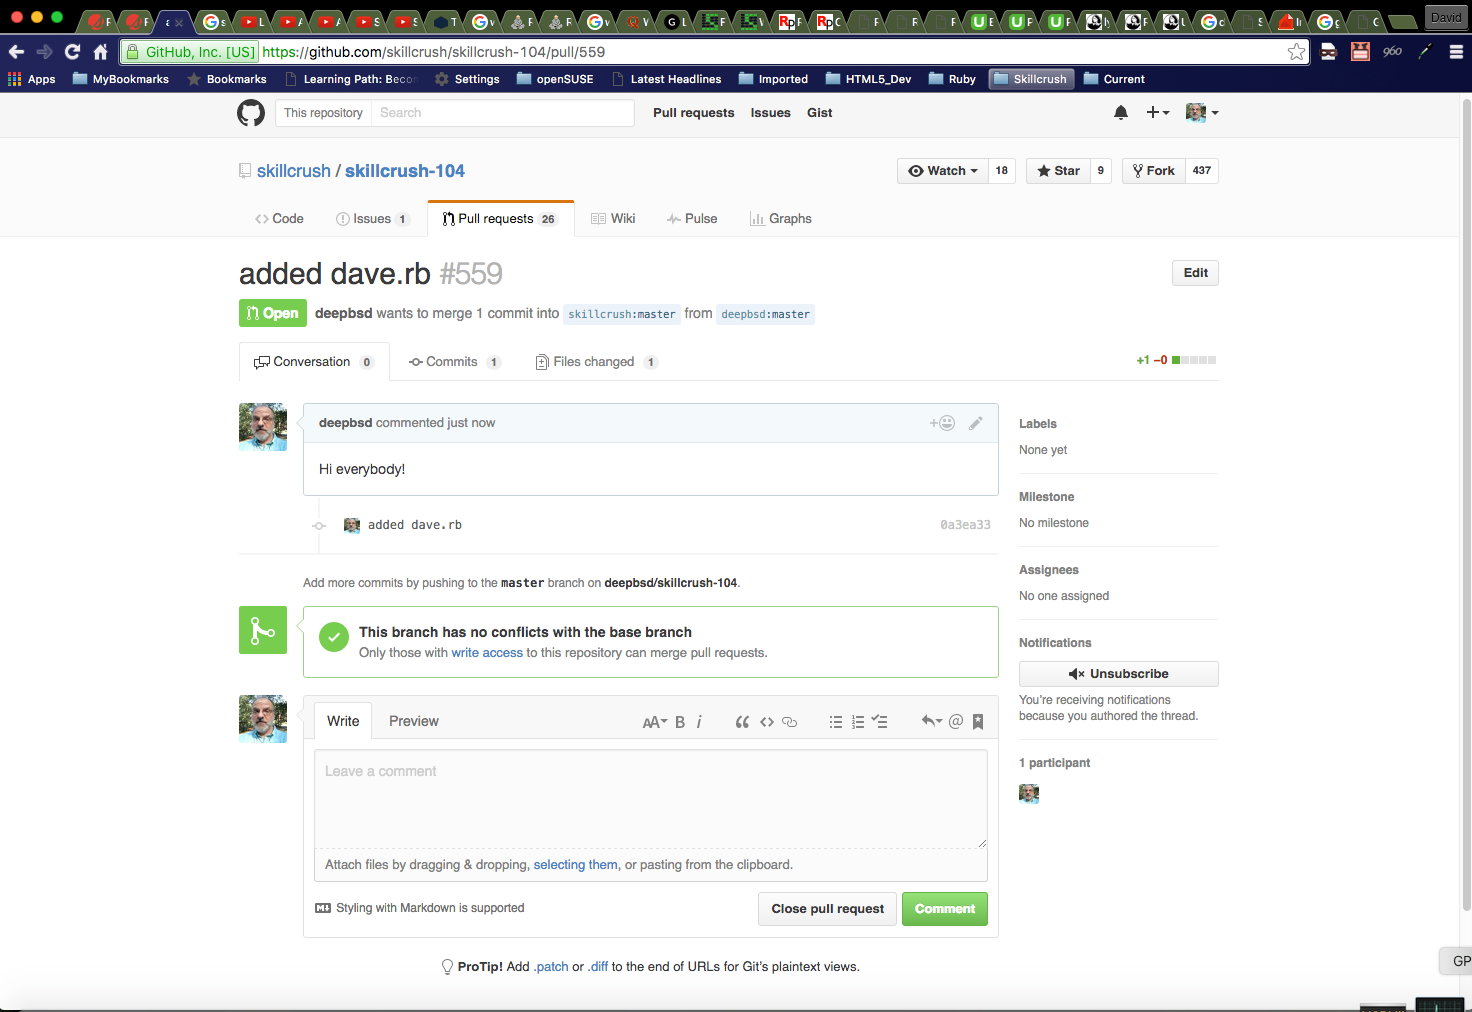 David
GitHub, Inc. [US] https://github.com/skillcrush/skillcrush-104/pull/559
960
Apps MyBookmarks Bookmarks Learning Path: Becor Settings openSUSE Latest Headlines Imported HTML5_Dev Ruby Skillcrush Current
This repository Search Pull requests Issues Gist
skillcrush / skillcrush-104
Watch 18 Star 9 Fork 437
Code Issues 1 Pull requests 26 Wiki Pulse Graphs
added dave.rb #559
Edit
Open deepbsd wants to merge 1 commit into skillcrush:master from deepbsd:master
Conversation 0 Commits 1 Files changed 1 +1 −0
deepbsd commented just now
Hi everybody!
added dave.rb 0a3ea33
Add more commits by pushing to the master branch on deepbsd/skillcrush-104.
This branch has no conflicts with the base branch
Only those with write access to this repository can merge pull requests.
Write Preview AA B i
Leave a comment
Attach files by dragging & dropping, selecting them, or pasting from the clipboard.
Styling with Markdown is supported
Close pull request Comment
Labels
None yet
Milestone
No milestone
Assignees
No one assigned
Notifications
Unsubscribe
You're receiving notifications
because you authored the thread.
1 participant
ProTip! Add .patch or .diff to the end of URLs for Git's plaintext views.
GP